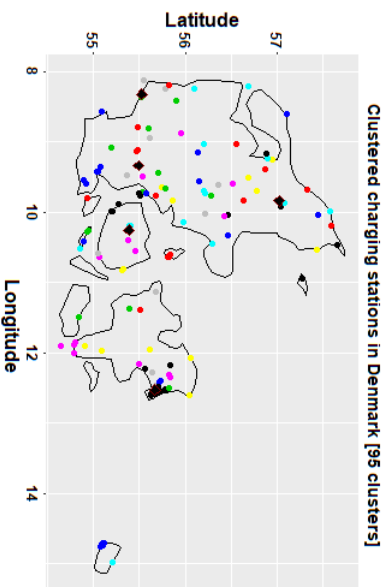 Clustered charging stations in Denmark [95 clusters]
Latitude
55
56
57
8
10
12
14
Longitude